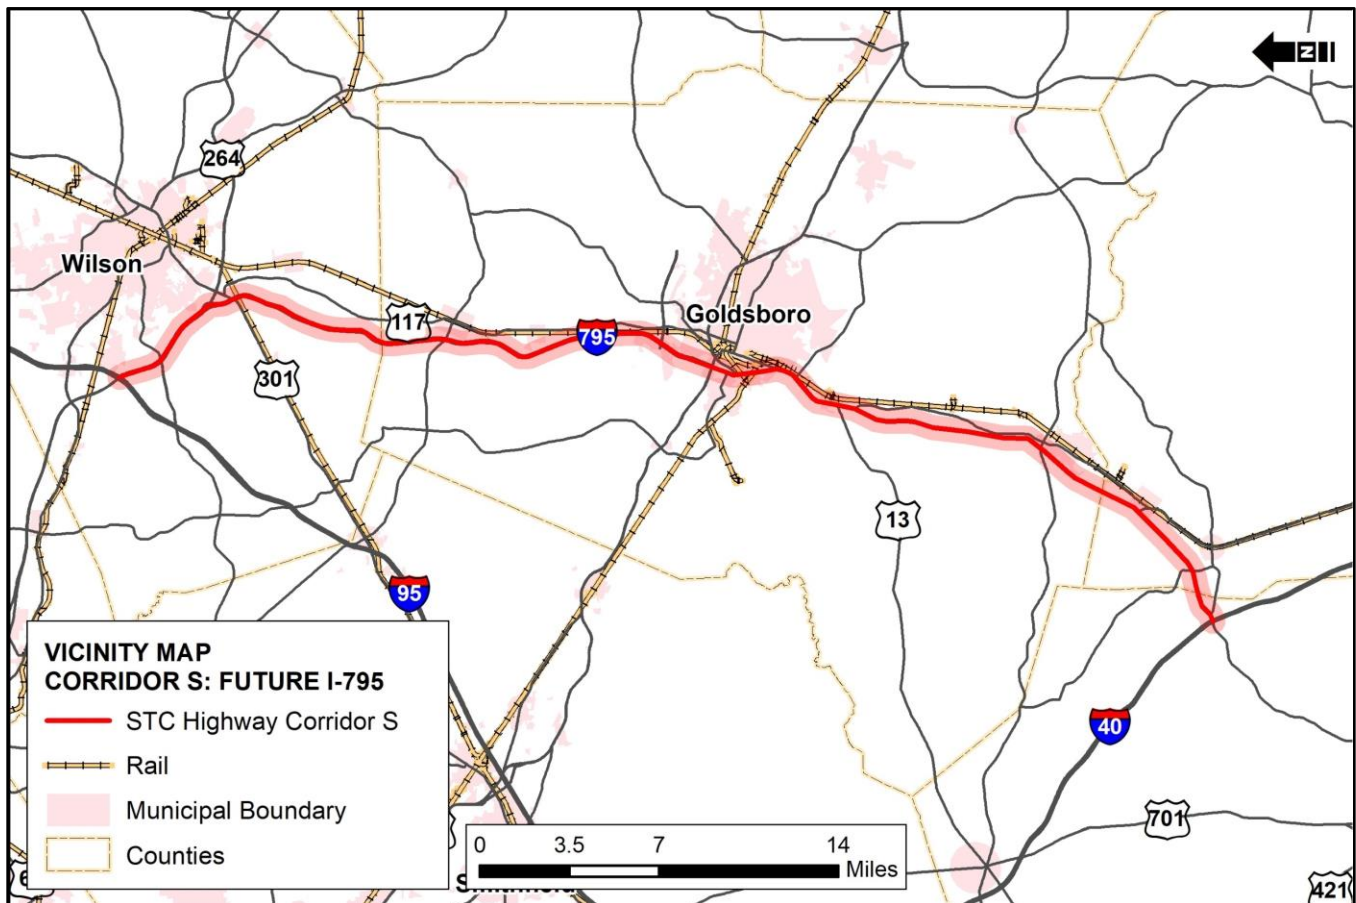 N
264
Wilson
117
795
Goldsboro
301
13
95
40
701
421
VICINITY MAP
CORRIDOR S: FUTURE I-795
STC Highway Corridor S
Rail
Municipal Boundary
Counties
0 3.5 7 14
Miles